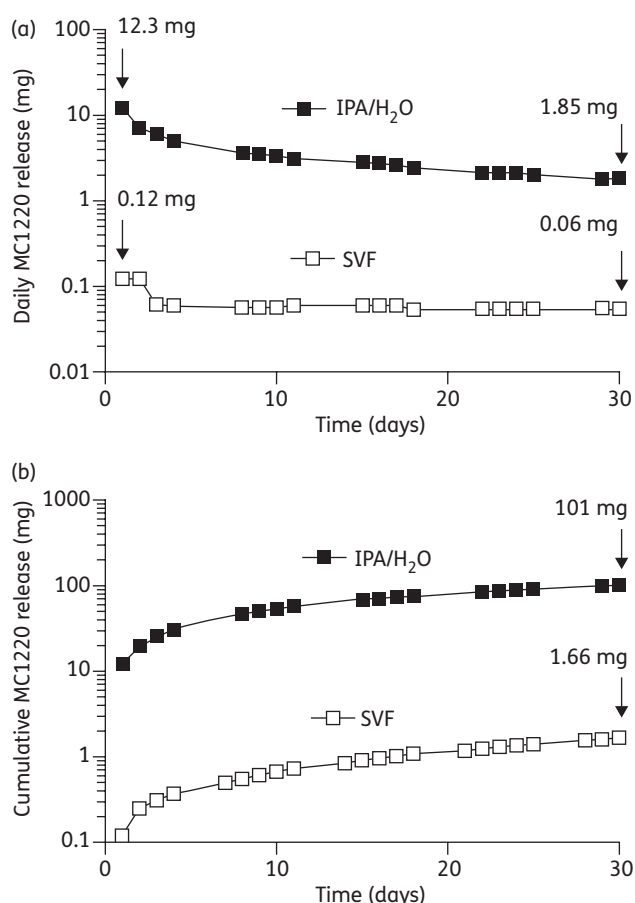 (a)
Daily MC1220 release (mg)
100
10
1
0.1
0.01
12.3 mg
IPA/H₂O
1.85 mg
0.12 mg
0.06 mg
SVF
0
10
20
30
Time (days)
(b)
Cumulative MC1220 release (mg)
1000
100
10
1
0.1
101 mg
IPA/H₂O
1.66 mg
SVF
0
10
20
30
Time (days)